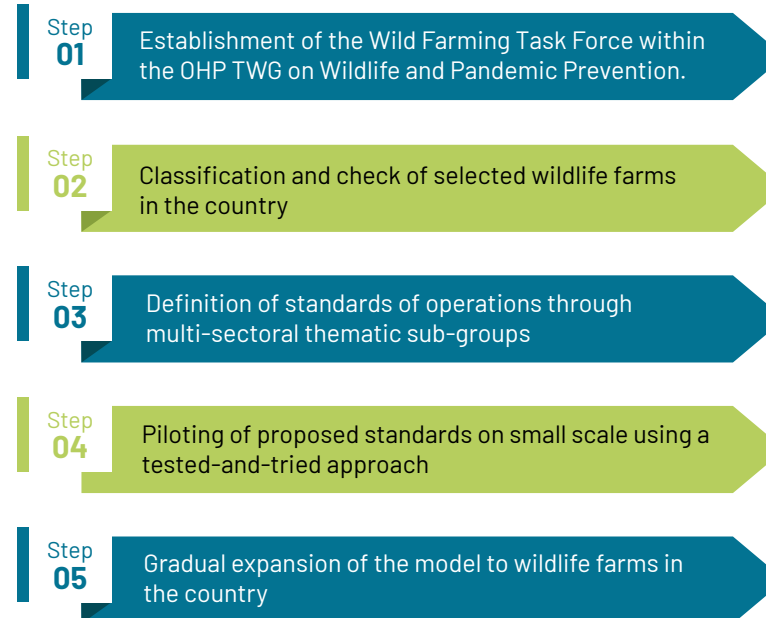 Step
01
Establishment of the Wild Farming Task Force within
the OHP TWG on Wildlife and Pandemic Prevention.
Step
02
Classification and check of selected wildlife farms
in the country
Step
03
Definition of standards of operations through
multi-sectoral thematic sub-groups
Step
04
Piloting of proposed standards on small scale using a
tested-and-tried approach
Step
05
Gradual expansion of the model to wildlife farms in
the country